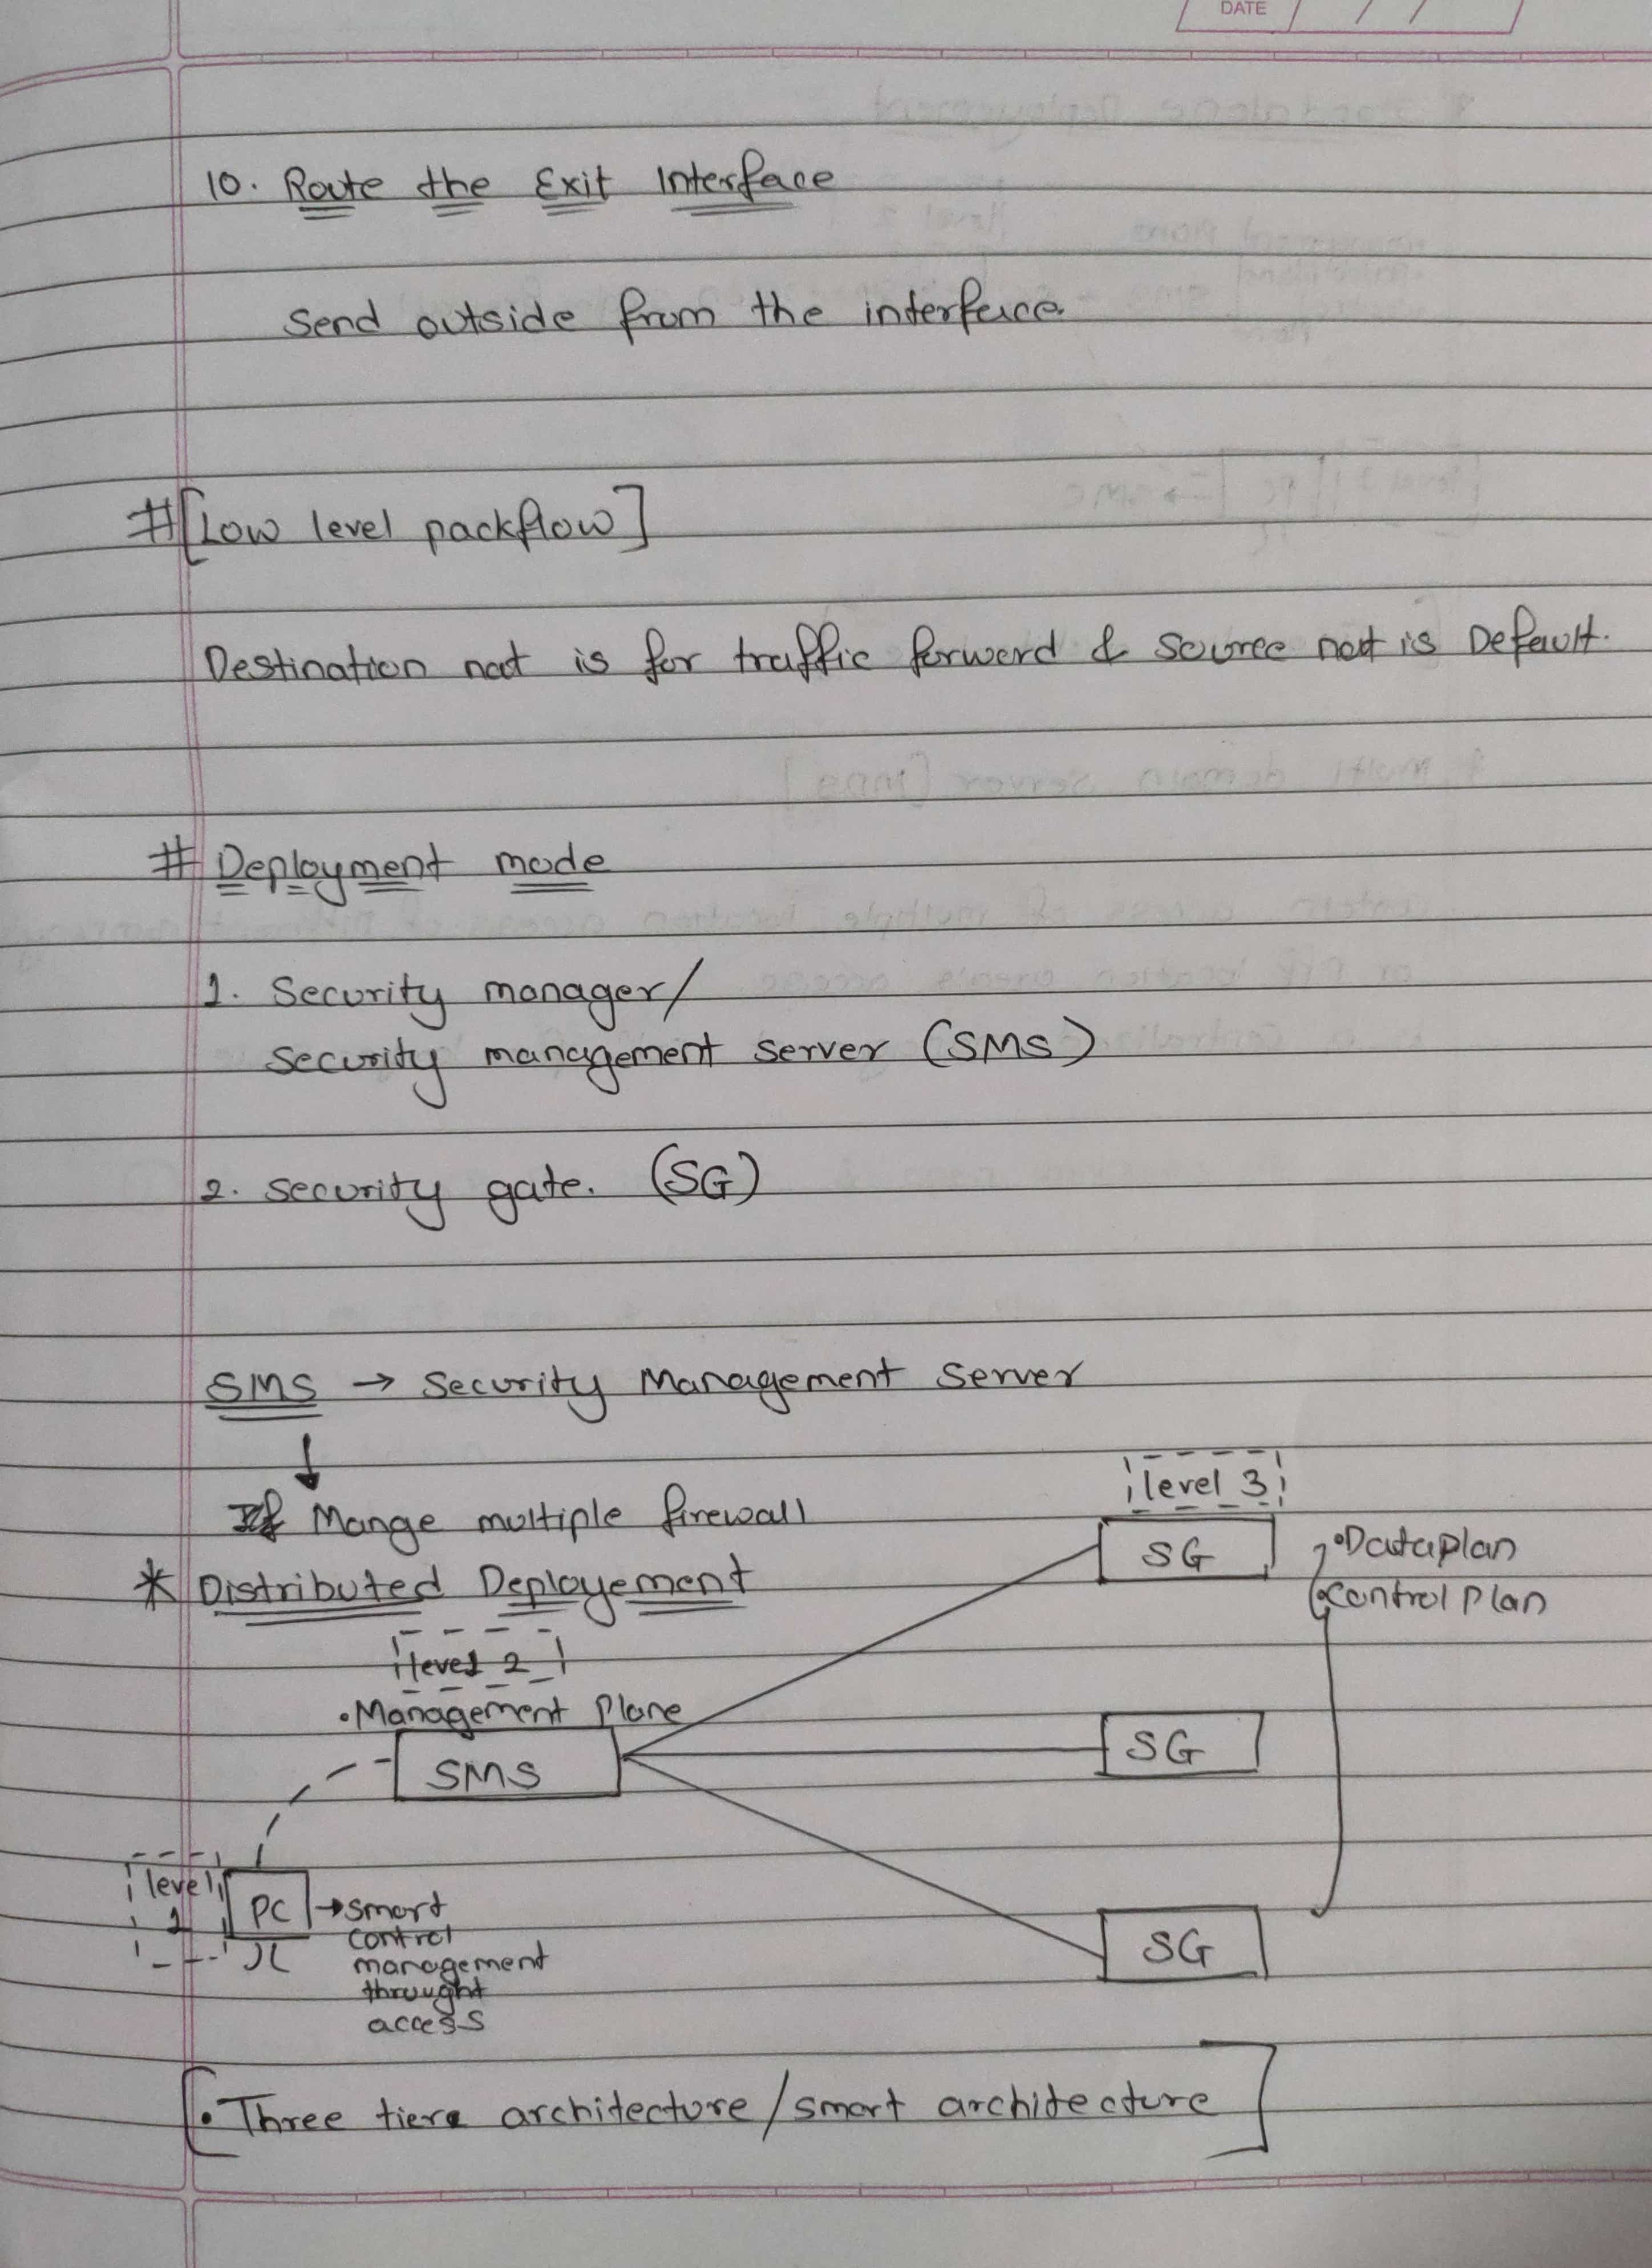 DATE / /
10. Route the Exit Interface
Send outside from the interface
#[Low level packflow]
Destination nat is for traffic forword & source nat is Default.
# Deployment mode
1. Security manager/
Security management server (SMS)
2. Security gate. (SG)
SMS → Security Management Server
↓
If Mange multiple firewall
* Distributed Deployement
level 3
SG
• Dataplan
• Control Plan
level 2
• Management Plane
SMS
SG
level
1
PC → Smart
control
management
throught
access
SG
[• Three tiere architecture/smart architecture]